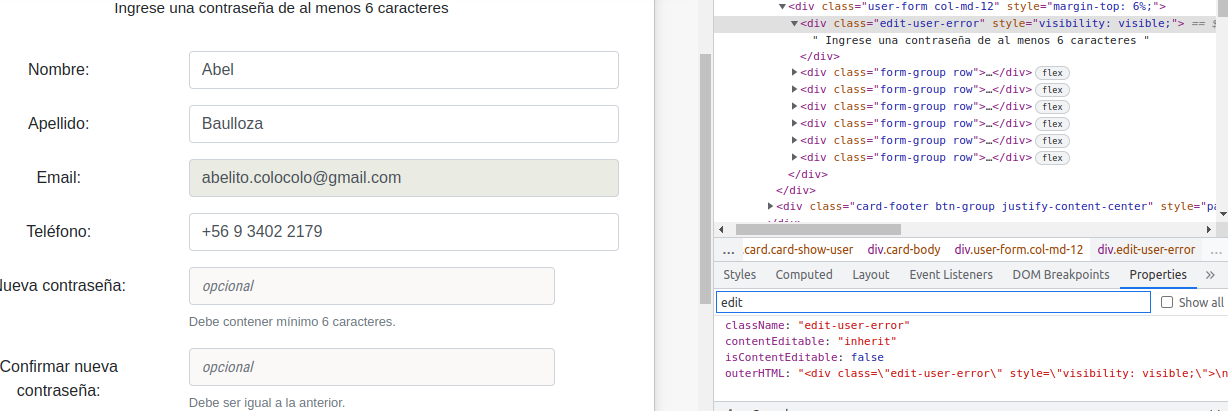 Ingrese una contraseña de al menos 6 caracteres
Nombre:
Abel
Apellido:
Baulloza
Email:
abelito.colocolo@gmail.com
Teléfono:
+56 9 3402 2179
Nueva contraseña:
opcional
Debe contener mínimo 6 caracteres.
Confirmar nueva
contraseña:
opcional
Debe ser igual a la anterior.
<div class="user-form col-md-12" style="margin-top: 6%;">
<div class="edit-user-error" style="visibility: visible;"> == $
" Ingrese una contraseña de al menos 6 caracteres "
</div>
<div class="form-group row">…</div> flex
<div class="form-group row">…</div> flex
<div class="form-group row">…</div> flex
<div class="form-group row">…</div> flex
<div class="form-group row">…</div> flex
<div class="form-group row">…</div> flex
</div>
</div>
<div class="card-footer btn-group justify-content-center" style="pa
… .card.card-show-user div.card-body div.user-form.col-md-12 div.edit-user-error …
Styles Computed Layout Event Listeners DOM Breakpoints Properties »
edit
Show all
className: "edit-user-error"
contentEditable: "inherit"
isContentEditable: false
outerHTML: "<div class=\"edit-user-error\" style=\"visibility: visible;\">\n